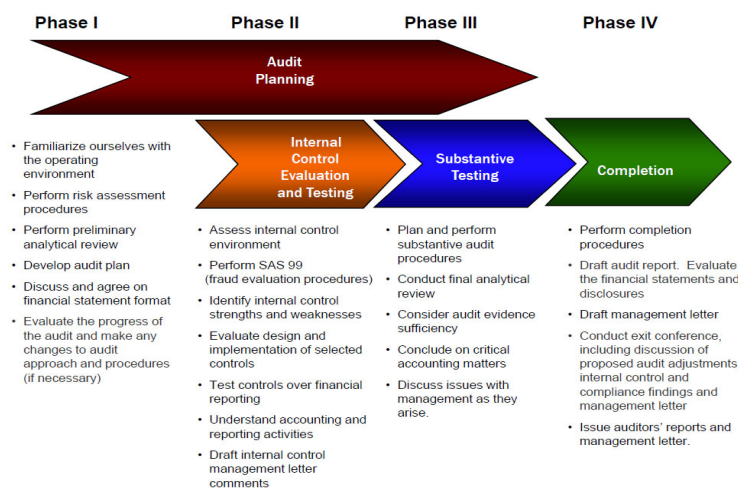 Phase I
Phase II
Phase III
Phase IV
Audit
Planning
Internal
Control
Evaluation
and Testing
Substantive
Testing
Completion
• Familiarize ourselves with
the operating
environment
• Perform risk assessment
procedures
• Perform preliminary
analytical review
• Develop audit plan
• Discuss and agree on
financial statement format
• Evaluate the progress of
the audit and make any
changes to audit
approach and procedures
(if necessary)
• Assess internal control
environment
• Perform SAS 99
(fraud evaluation procedures)
• Identify internal control
strengths and weaknesses
• Evaluate design and
implementation of selected
controls
• Test controls over financial
reporting
• Understand accounting and
reporting activities
• Draft internal control
management letter
comments
• Plan and perform
substantive audit
procedures
• Conduct final analytical
review
• Consider audit evidence
sufficiency
• Conclude on critical
accounting matters
• Discuss issues with
management as they
arise.
• Perform completion
procedures
• Draft audit report. Evaluate
the financial statements and
disclosures
• Draft management letter
• Conduct exit conference,
including discussion of
proposed audit adjustments
internal control and
compliance findings and
management letter
• Issue auditors' reports and
management letter.